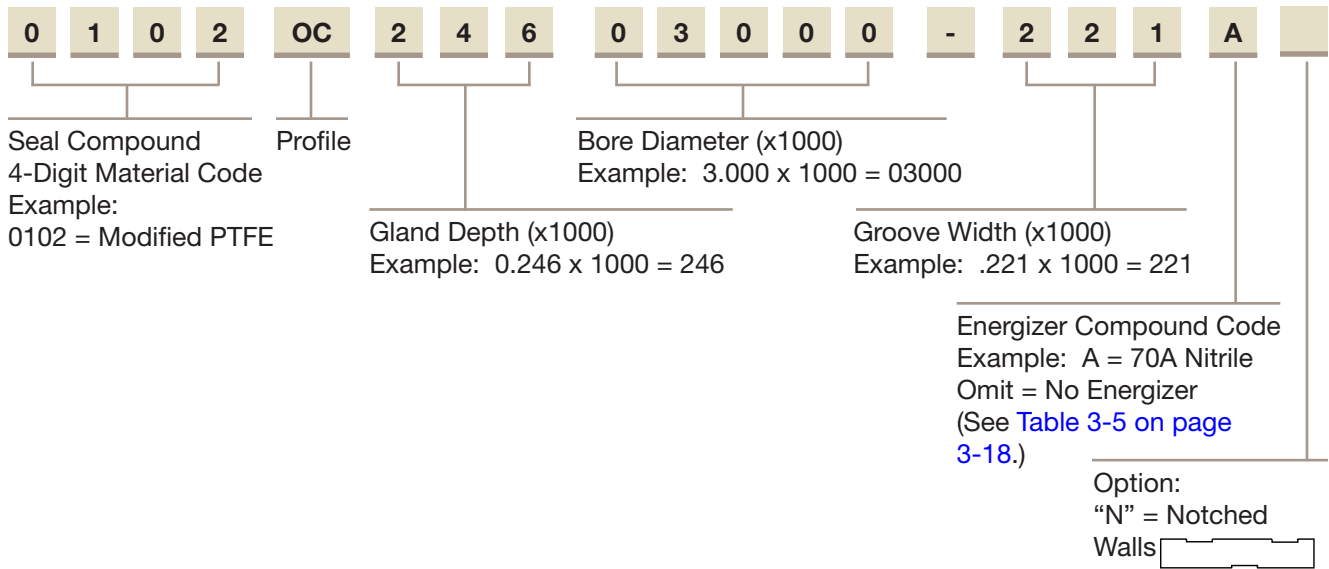 0 1 0 2 OC 2 4 6 0 3 0 0 0 - 2 2 1 A
Seal Compound
4-Digit Material Code
Example:
0102 = Modified PTFE
Profile
Gland Depth (x1000)
Example: 0.246 x 1000 = 246
Bore Diameter (x1000)
Example: 3.000 x 1000 = 03000
Groove Width (x1000)
Example: .221 x 1000 = 221
Energizer Compound Code
Example: A = 70A Nitrile
Omit = No Energizer
(See Table 3-5 on page
3-18.)
Option:
“N” = Notched
Walls